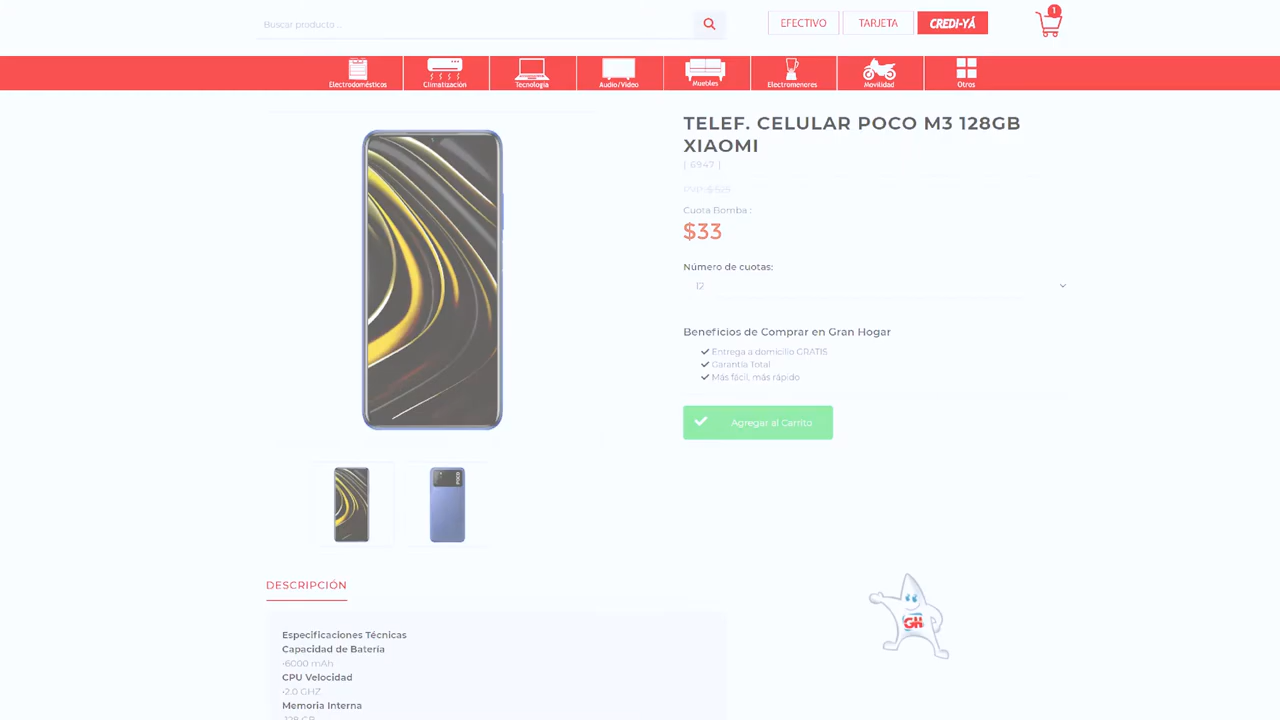 Buscar producto ...
EFECTIVO
TARJETA
CREDI-YÁ
1
Electrodomésticos
Climatización
Tecnología
Audio/Video
Muebles
Electromenores
Movilidad
Otros
TELEF. CELULAR POCO M3 128GB
XIAOMI
( 6947 )
Cuota Bomba :
$33
Número de cuotas:
12
Beneficios de Comprar en Gran Hogar
Entrega a domicilio GRATIS
Garantía Total
Más fácil, más rápido
Agregar al Carrito
POCO
DESCRIPCIÓN
GH
Especificaciones Técnicas
Capacidad de Batería
•6000 mAh
CPU Velocidad
•2.0 GHZ
Memoria Interna
128 GB